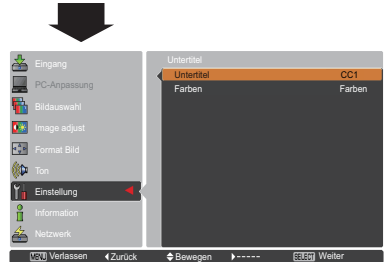 Eingang
PC-Anpassung
Bildauswahl
Image adjust
Format Bild
Ton
Einstellung
Information
Netzwerk
Untertitel
Untertitel CC1
Farben Farben
MENU Verlassen Zurück Bewegen ----- SELECT Weiter